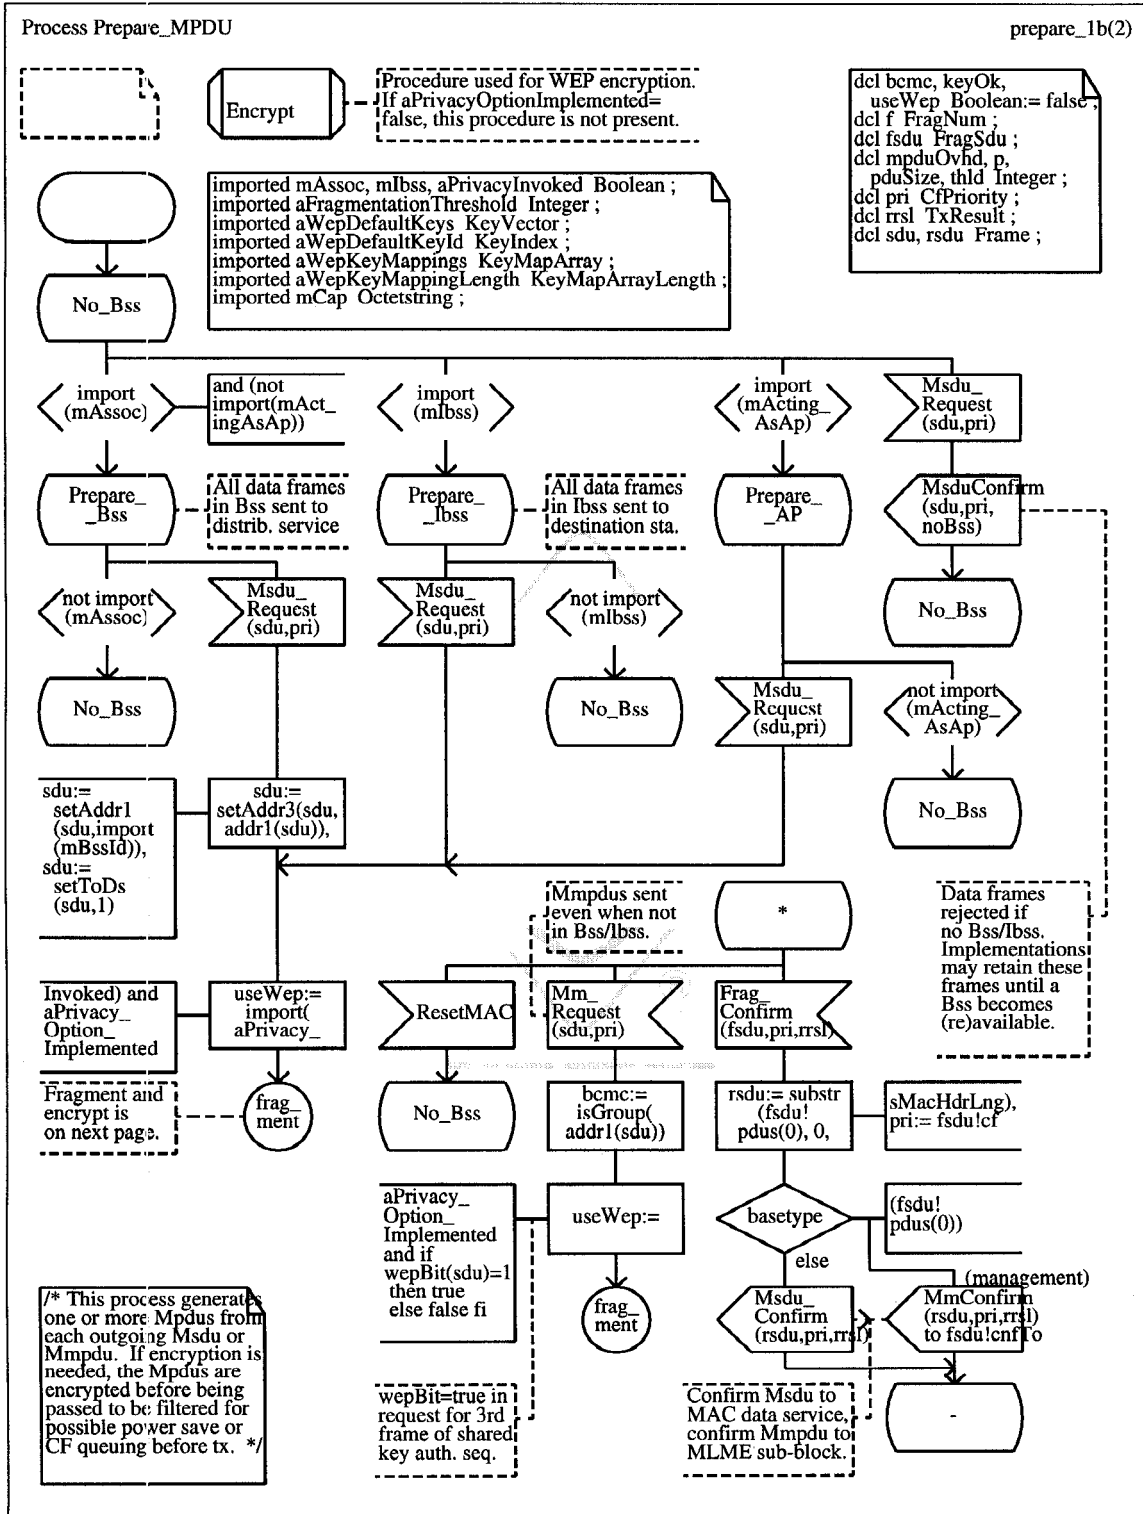 Process Prepare_MPDU
prepare_1b(2)
Encrypt
Procedure used for WEP encryption.
If aPrivacyOptionImplemented=
false, this procedure is not present.
dcl bcmc, keyOk,
useWep Boolean:= false ;
dcl f FragNum ;
dcl fsdu FragSdu ;
dcl mpduOvhd, p,
pduSize, thld Integer ;
dcl pri CfPriority ;
dcl rrsl TxResult ;
dcl sdu, rsdu Frame ;
imported mAssoc, mIbss, aPrivacyInvoked Boolean ;
imported aFragmentationThreshold Integer ;
imported aWepDefaultKeys KeyVector ;
imported aWepDefaultKeyId KeyIndex ;
imported aWepKeyMappings KeyMapArray ;
imported aWepKeyMappingLength KeyMapArrayLength ;
imported mCap Octetstring ;
No_Bss
import
(mAssoc)
and (not
import(mAct_
ingAsAp))
import
(mIbss)
import
(mActing_
AsAp)
Msdu_
Request
(sdu,pri)
Prepare_
_Bss
All data frames
in Bss sent to
distrib. service
Prepare_
_Ibss
All data frames
in Ibss sent to
destination sta.
Prepare_
_AP
MsduConfirm
(sdu,pri,
noBss)
not import
(mAssoc)
Msdu_
Request
(sdu,pri)
Msdu_
Request
(sdu,pri)
not import
(mIbss)
No_Bss
No_Bss
No_Bss
Msdu_
Request
(sdu,pri)
not import
(mActing_
AsAp)
No_Bss
sdu:=
setAddr1
(sdu,import
(mBssId)),
sdu:=
setToDs
(sdu,1)
sdu:=
setAddr3(sdu,
addr1(sdu)),
Mmpdus sent
even when not
in Bss/Ibss.
*
Data frames
rejected if
no Bss/Ibss.
Implementations
may retain these
frames until a
Bss becomes
(re)available.
Invoked) and
aPrivacy_
Option_
Implemented
useWep:=
import(
aPrivacy_
ResetMAC
Mm_
Request
(sdu,pri)
Frag_
Confirm
(fsdu,pri,rrsl)
Fragment and
encrypt is
on next page.
frag_
ment
No_Bss
bcmc:=
isGroup(
addr1(sdu))
rsdu:= substr
(fsdu!
pdus(0), 0,
sMacHdrLng),
pri:= fsdu!cf
aPrivacy_
Option_
Implemented
and if
wepBit(sdu)=1
then true
else false fi
useWep:=
basetype
(fsdu!
pdus(0))
else
(management)
frag_
ment
Msdu_
Confirm
(rsdu,pri,rrsl)
MmConfirm
(rsdu,pri,rrsl)
to fsdu!cnfTo
/* This process generates
one or more Mpdus from
each outgoing Msdu or
Mmpdu. If encryption is
needed, the Mpdus are
encrypted before being
passed to be filtered for
possible power save or
CF queuing before tx. */
wepBit=true in
request for 3rd
frame of shared
key auth. seq.
Confirm Msdu to
MAC data service,
confirm Mmpdu to
MLME sub-block.
-